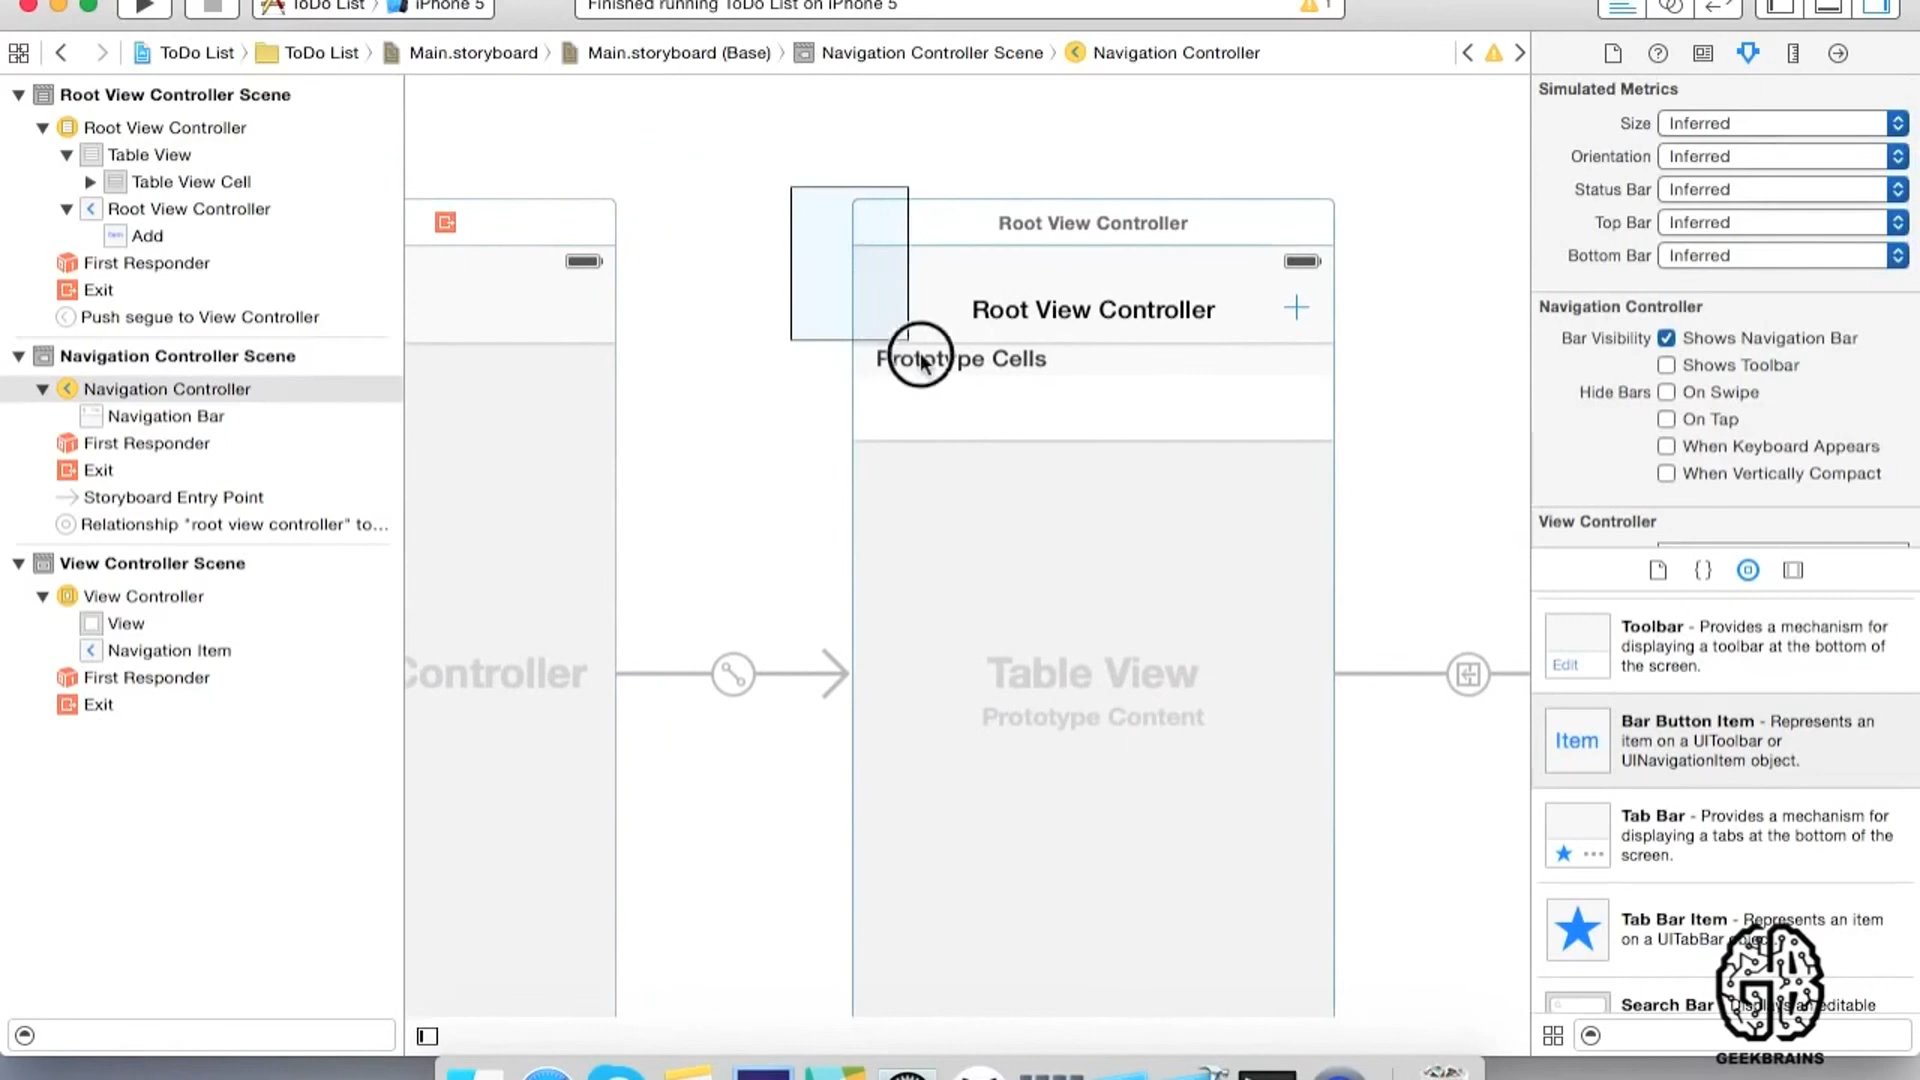 ToDo List
iPhone 5
Finished running ToDo List on iPhone 5
1
ToDo List
ToDo List
Main.storyboard
Main.storyboard (Base)
Navigation Controller Scene
Navigation Controller
Root View Controller Scene
Root View Controller
Table View
Table View Cell
Root View Controller
Add
First Responder
Exit
Push segue to View Controller
Navigation Controller Scene
Navigation Controller
Navigation Bar
First Responder
Exit
Storyboard Entry Point
Relationship "root view controller" to...
View Controller Scene
View Controller
View
Navigation Item
First Responder
Exit
Controller
Root View Controller
Root View Controller
Prototype Cells
Table View
Prototype Content
Simulated Metrics
Size Inferred
Orientation Inferred
Status Bar Inferred
Top Bar Inferred
Bottom Bar Inferred
Navigation Controller
Bar Visibility Shows Navigation Bar
Shows Toolbar
Hide Bars On Swipe
On Tap
When Keyboard Appears
When Vertically Compact
View Controller
Edit
Toolbar - Provides a mechanism for
displaying a toolbar at the bottom of
the screen.
Item
Bar Button Item - Represents an
item on a UIToolbar or
UINavigationItem object.
Tab Bar - Provides a mechanism for
displaying a tabs at the bottom of the
screen.
Tab Bar Item - Represents an item
on a UITabBar object.
Search Bar - Displays an editable
GEEKBRAINS